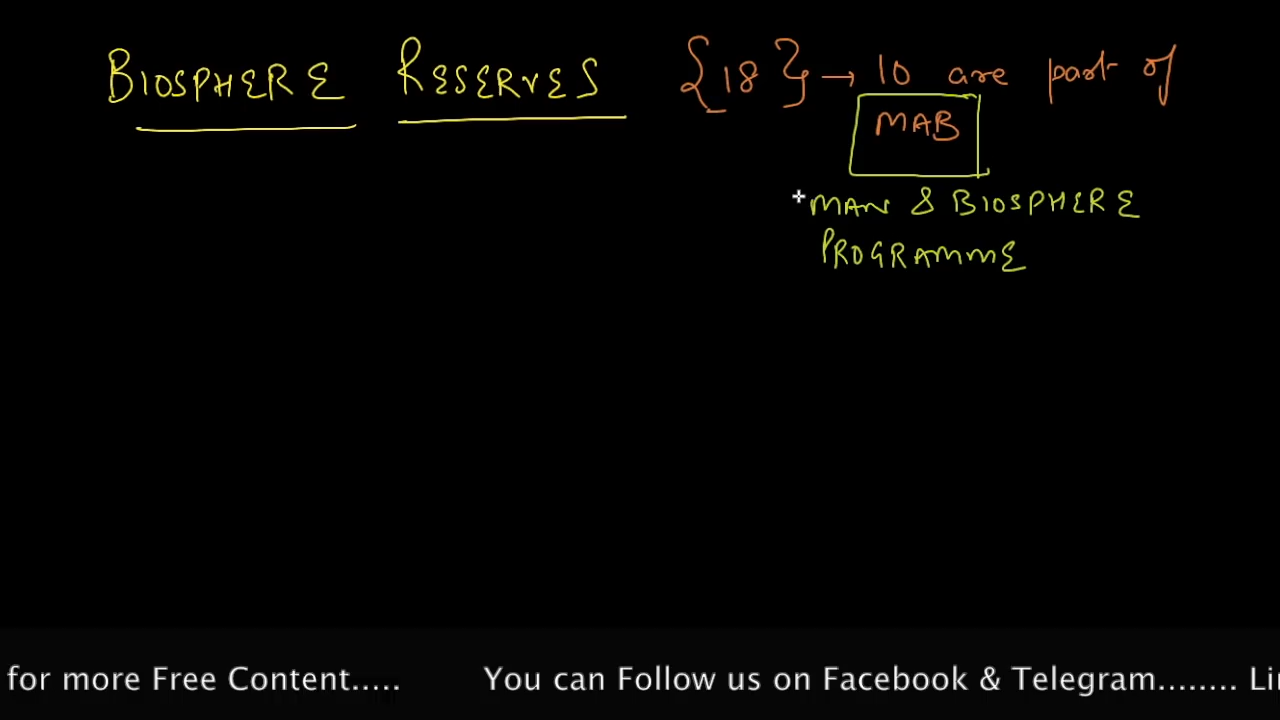 BIOSPHERE RESERVES {18} → 10 are part of
MAB
MAN & BIOSPHERE
PROGRAMME
for more Free Content..... You can Follow us on Facebook & Telegram........ Li